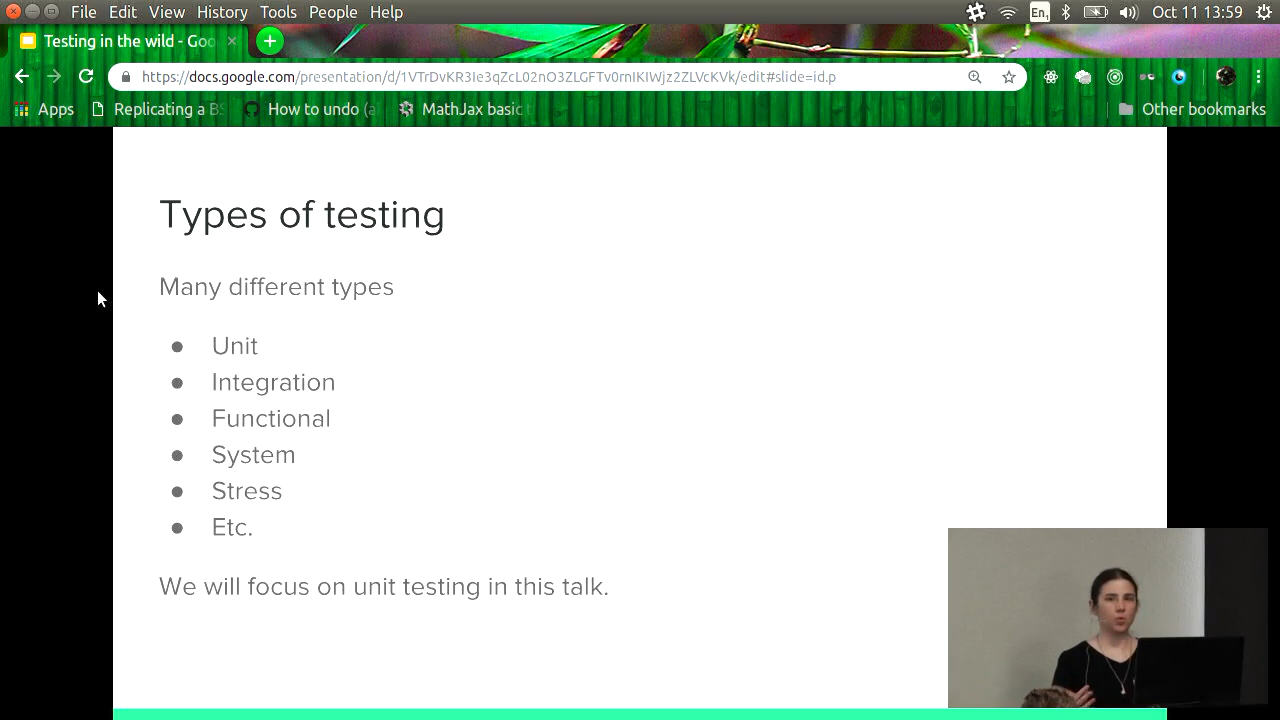 File Edit View History Tools People Help
En1
Oct 11 13:59
Testing in the wild - Goo
https://docs.google.com/presentation/d/1VTrDvKR3Ie3qZcL02nO3ZLGFTv0rnIKIWjz2ZLVcKVk/edit#slide=id.p
Apps
Replicating a BS
How to undo (a
MathJax basic t
Other bookmarks
Types of testing
Many different types
● Unit
● Integration
● Functional
● System
● Stress
● Etc.
We will focus on unit testing in this talk.